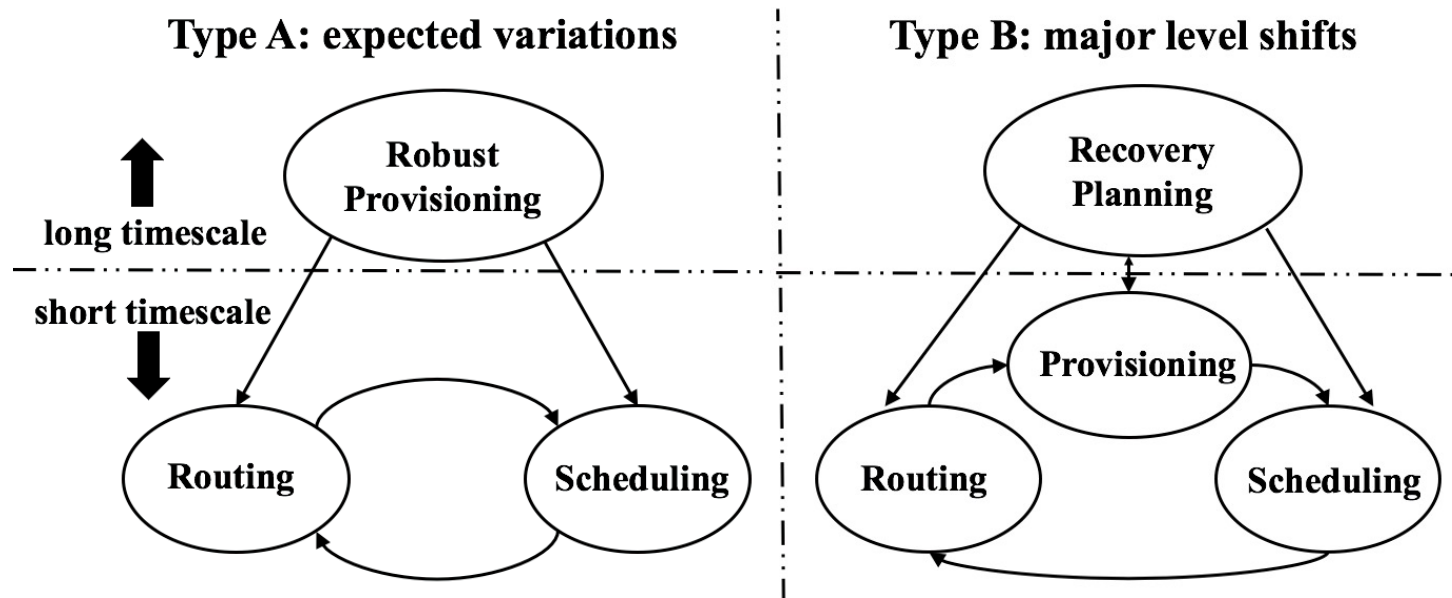 Type A: expected variations
Robust
Provisioning
long timescale
short timescale
Routing
Scheduling
Type B: major level shifts
Recovery
Planning
Provisioning
Routing
Scheduling